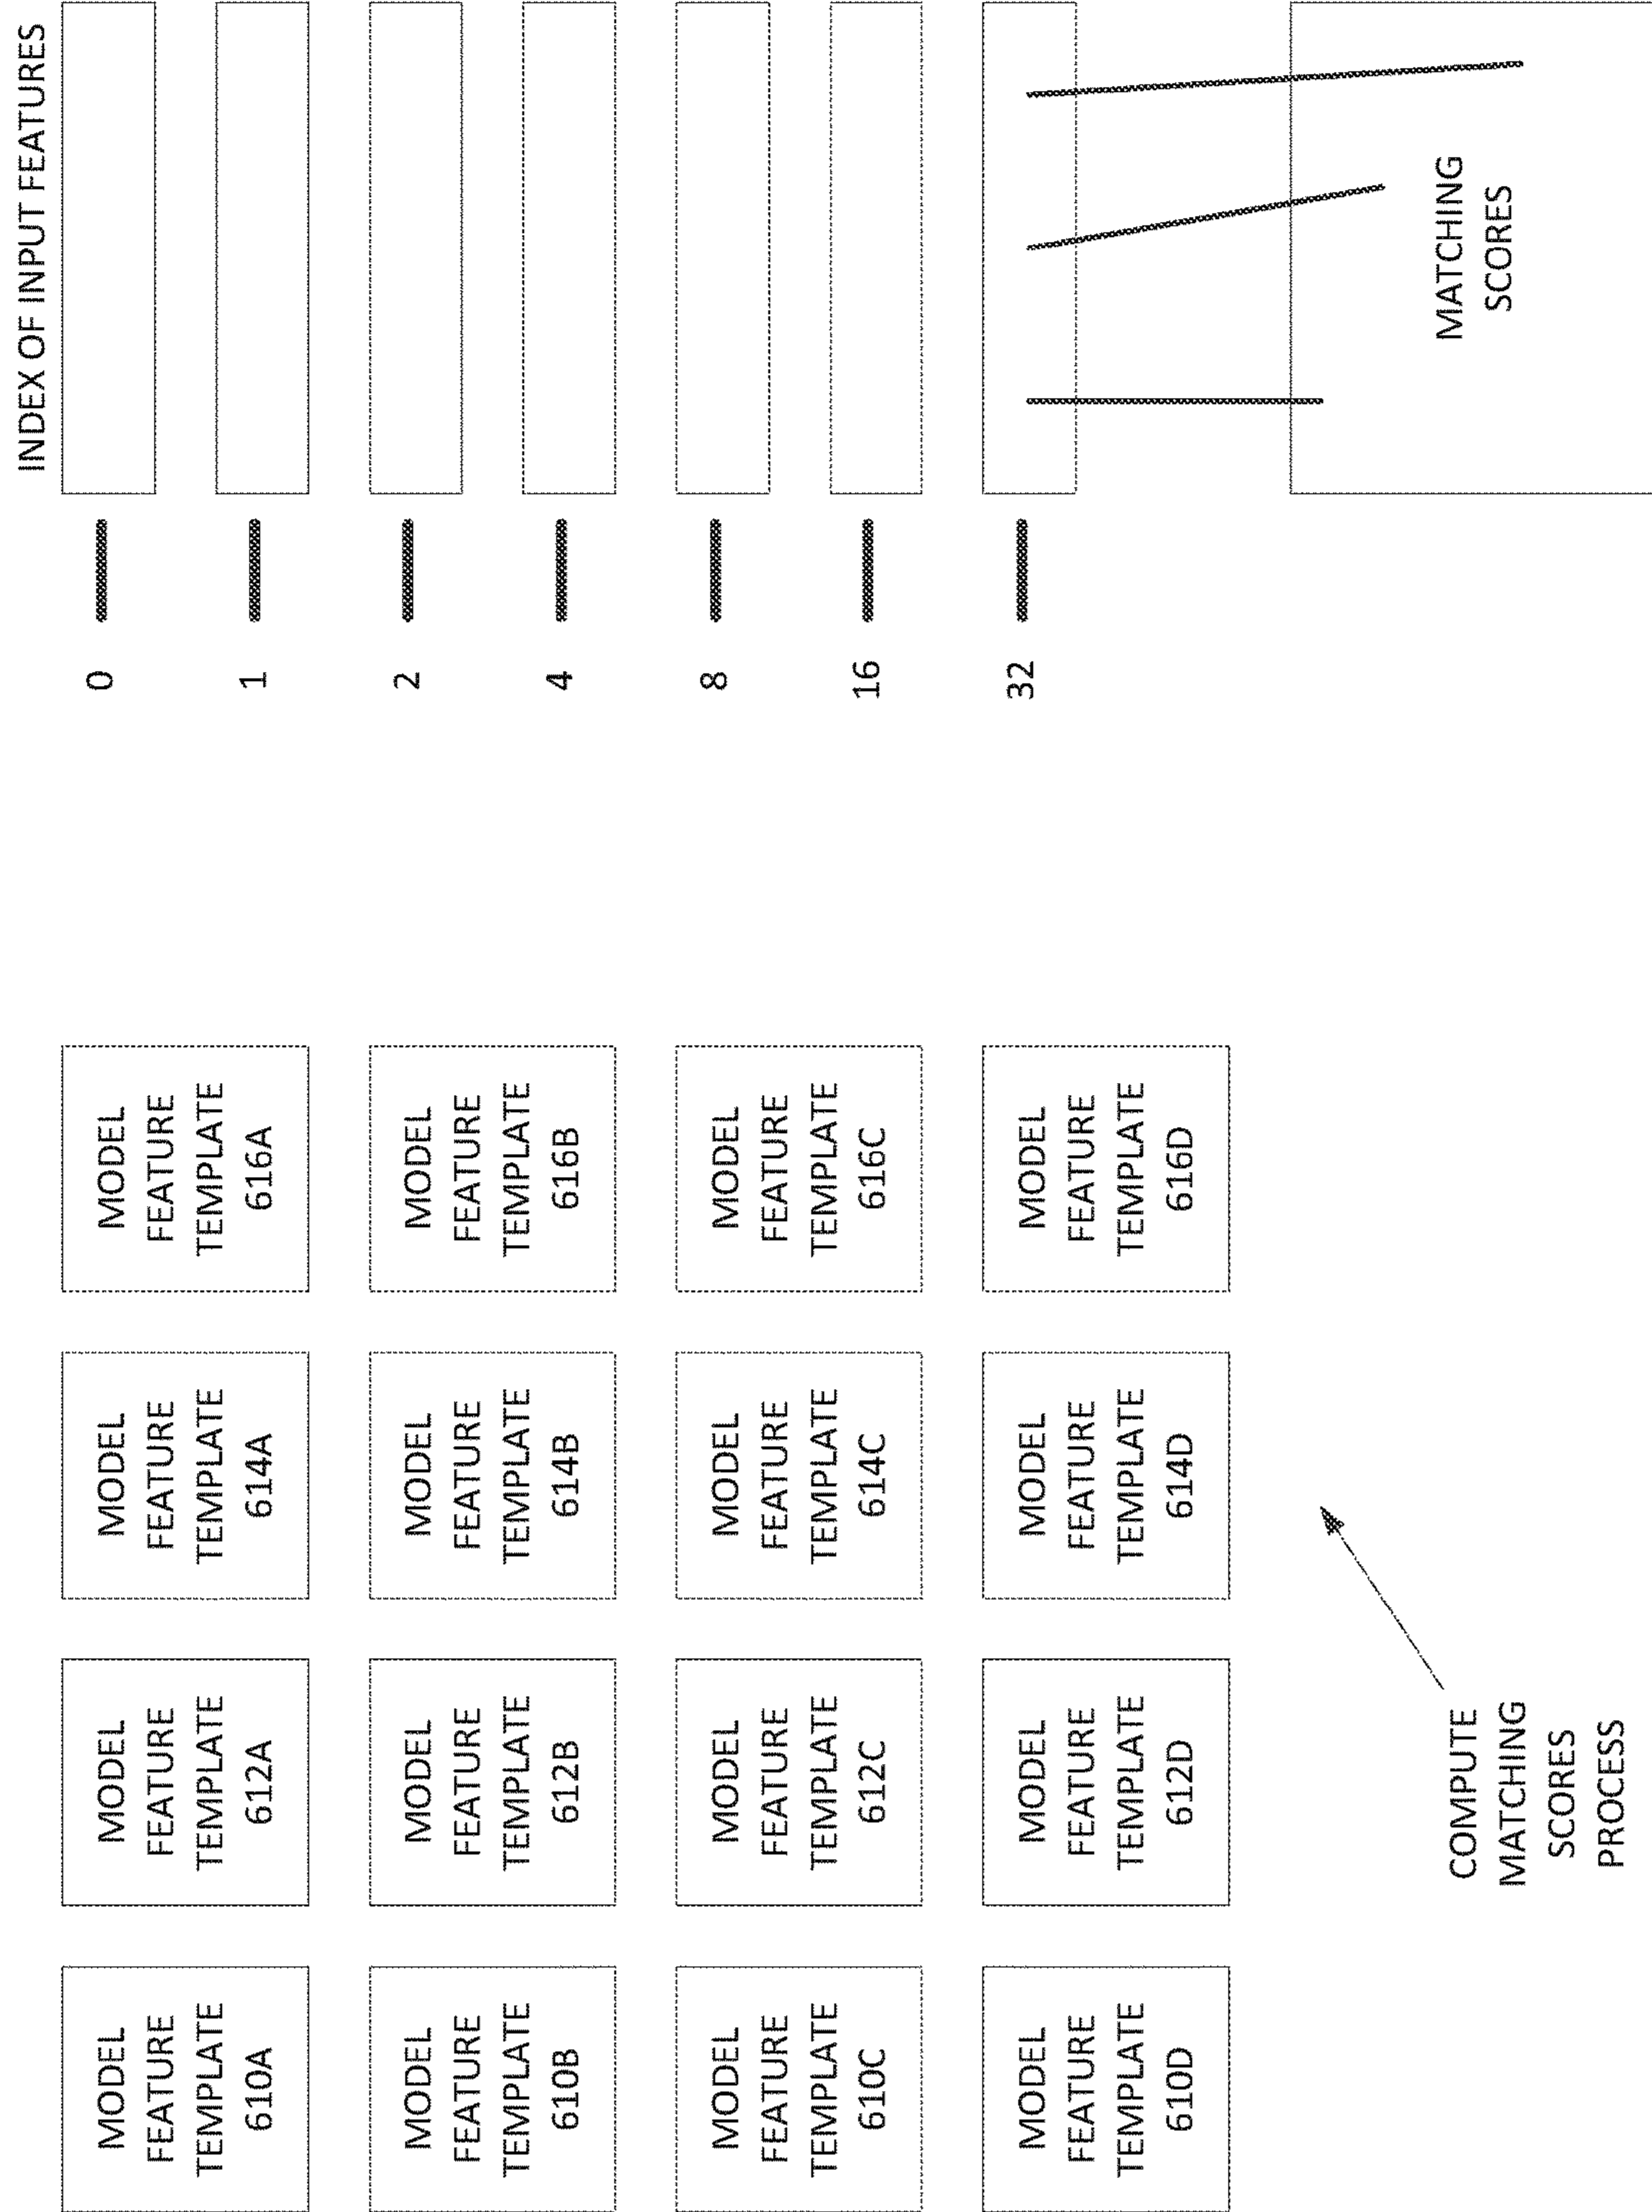 INDEX OF INPUT FEATURES
MODEL
FEATURE
TEMPLATE
610A
MODEL
FEATURE
TEMPLATE
612A
MODEL
FEATURE
TEMPLATE
614A
MODEL
FEATURE
TEMPLATE
616A
0
1
MODEL
FEATURE
TEMPLATE
610B
MODEL
FEATURE
TEMPLATE
612B
MODEL
FEATURE
TEMPLATE
614B
MODEL
FEATURE
TEMPLATE
616B
2
4
MODEL
FEATURE
TEMPLATE
610C
MODEL
FEATURE
TEMPLATE
612C
MODEL
FEATURE
TEMPLATE
614C
MODEL
FEATURE
TEMPLATE
616C
8
16
MODEL
FEATURE
TEMPLATE
610D
MODEL
FEATURE
TEMPLATE
612D
MODEL
FEATURE
TEMPLATE
614D
MODEL
FEATURE
TEMPLATE
616D
32
COMPUTE
MATCHING
SCORES
PROCESS
MATCHING
SCORES